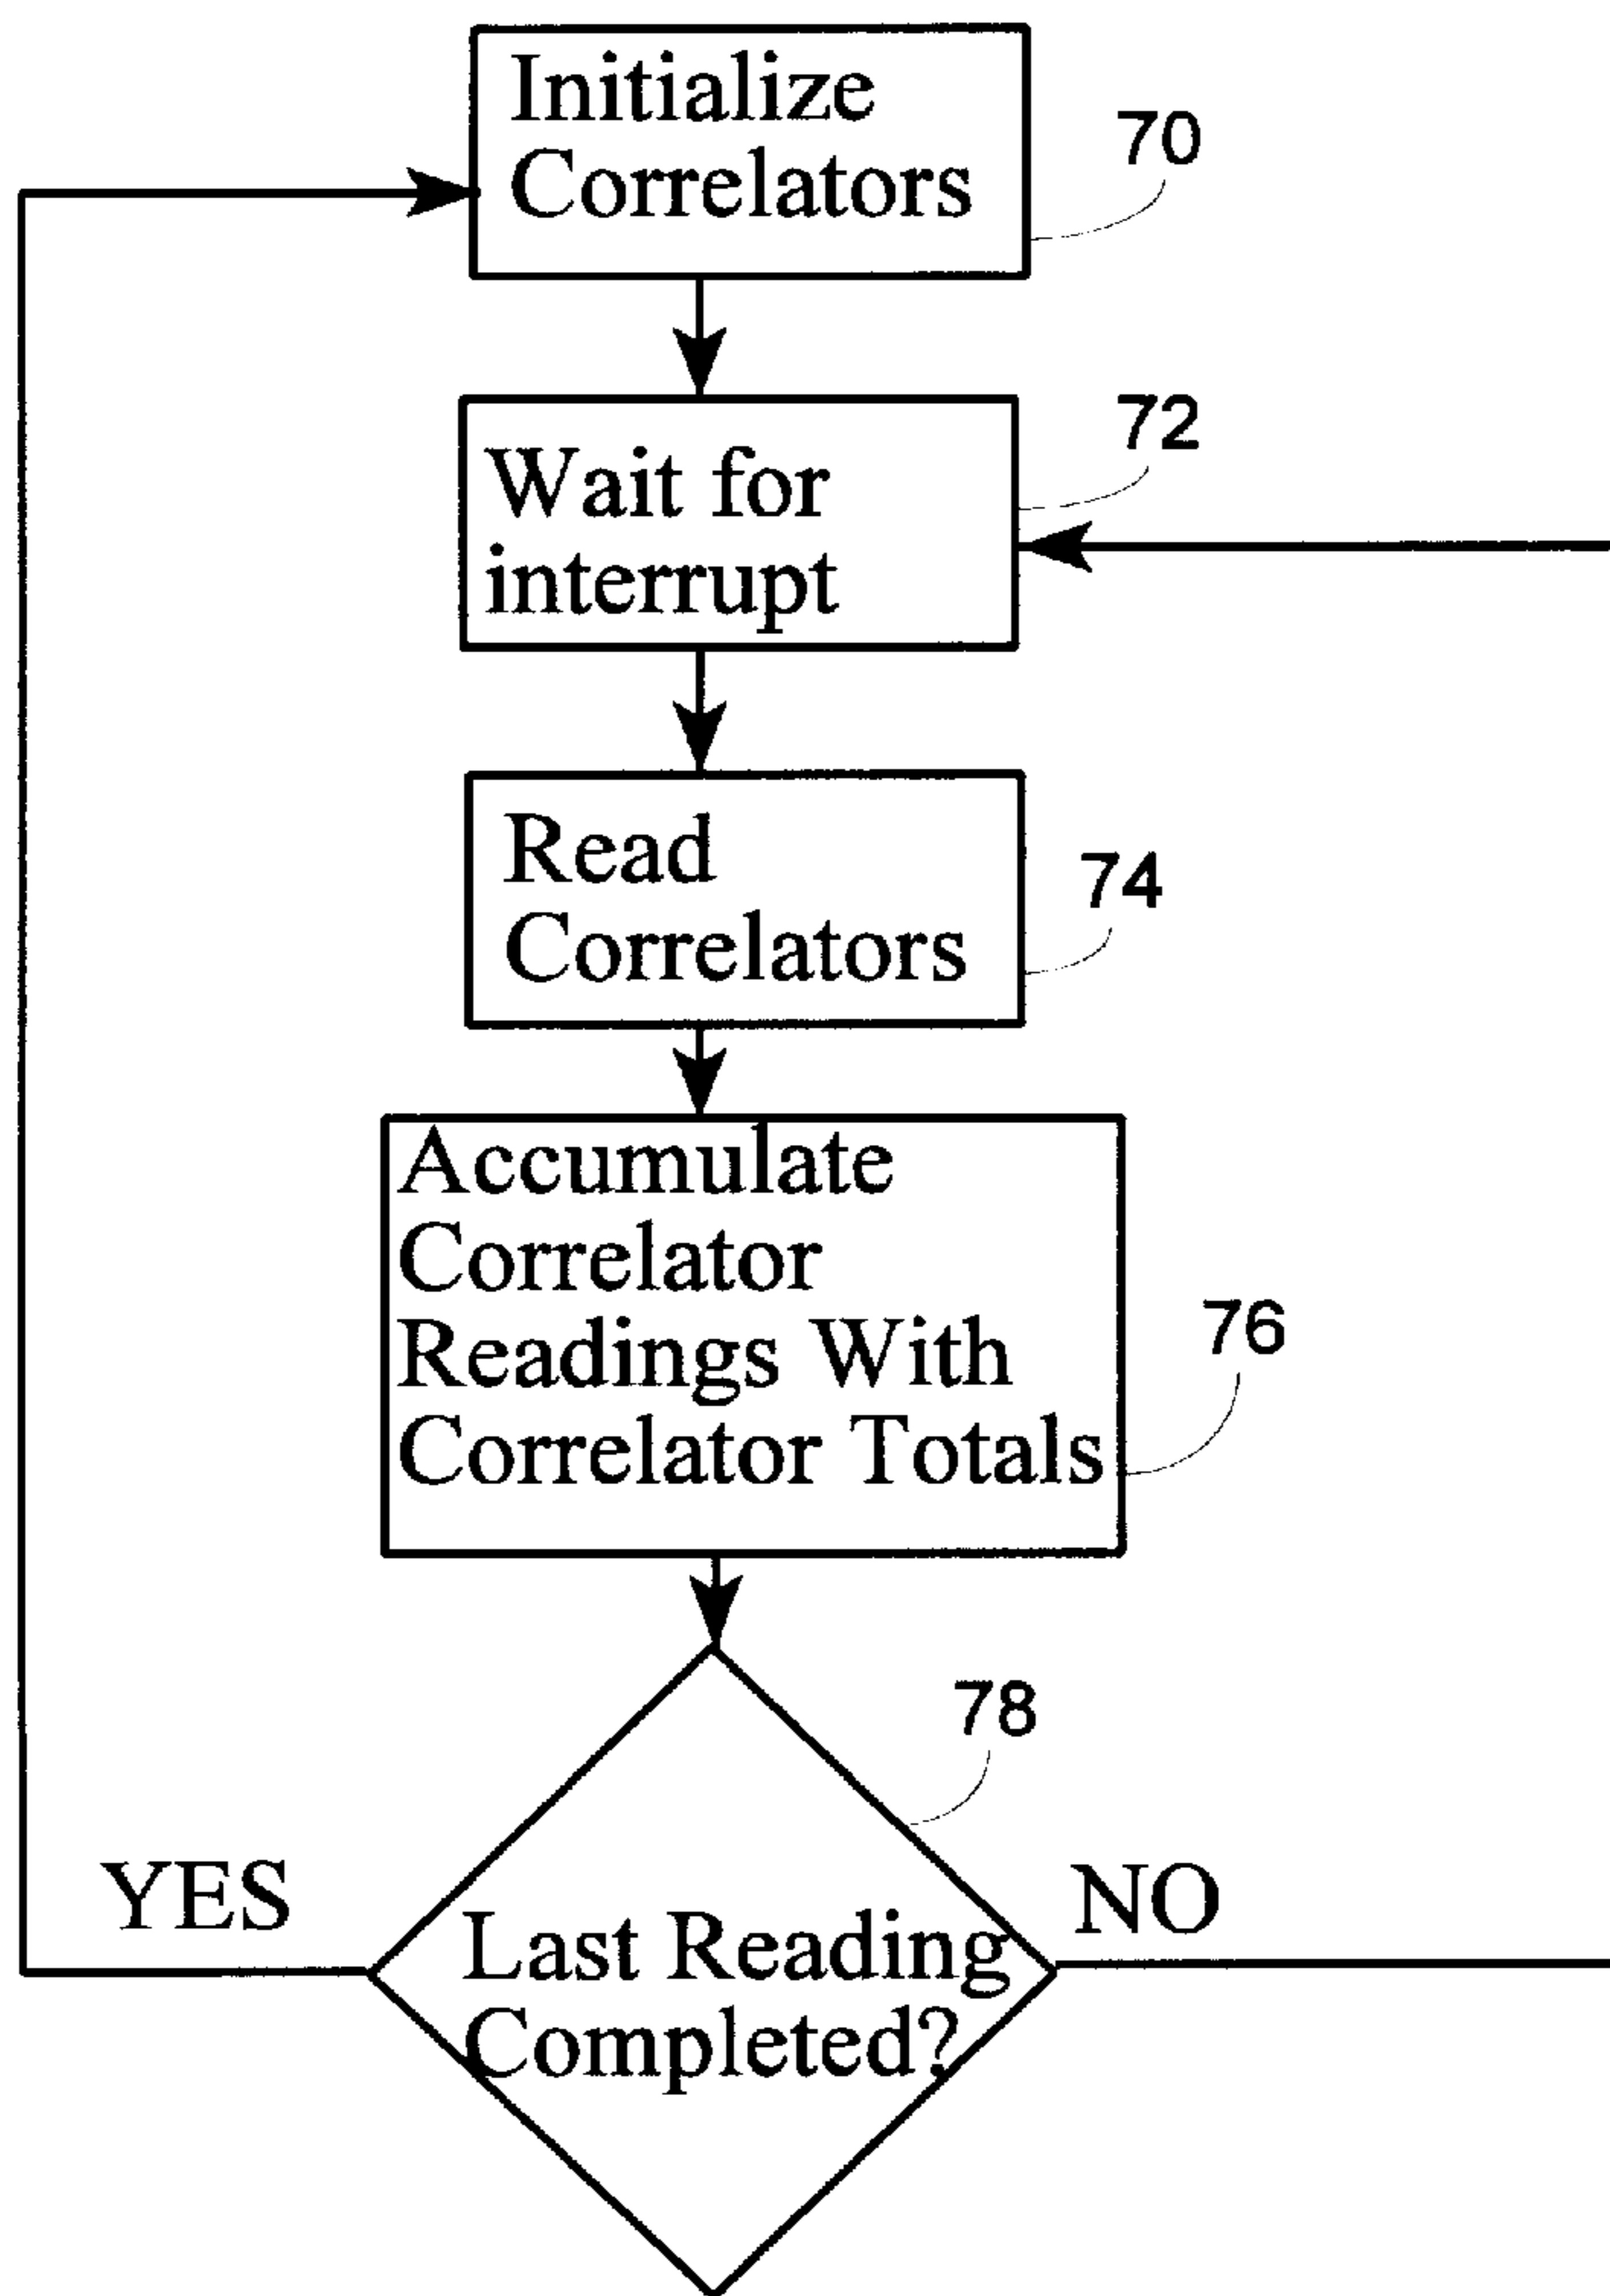 Initialize
Correlators
70
Wait for
interrupt
72
Read
Correlators
74
Accumulate
Correlator
Readings With
Correlator Totals
76
78
YES
NO
Last Reading
Completed?